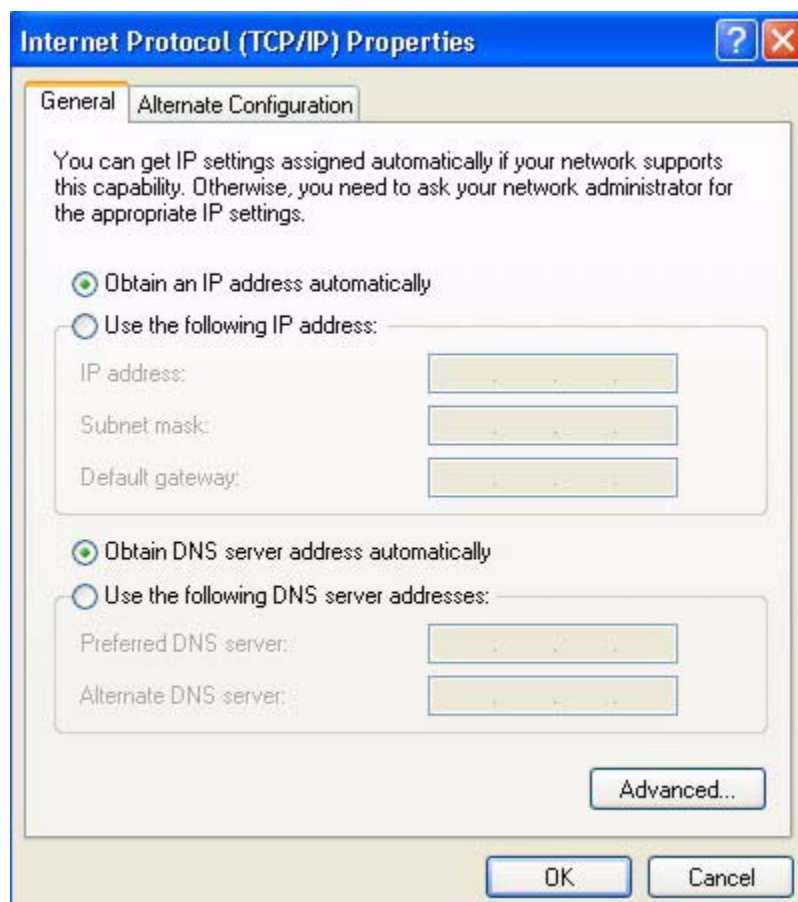 Internet Protocol (TCP/IP) Properties
General
Alternate Configuration
You can get IP settings assigned automatically if your network supports
this capability. Otherwise, you need to ask your network administrator for
the appropriate IP settings.
Obtain an IP address automatically
Use the following IP address:
IP address:
Subnet mask:
Default gateway:
Obtain DNS server address automatically
Use the following DNS server addresses:
Preferred DNS server:
Alternate DNS server:
Advanced...
OK
Cancel